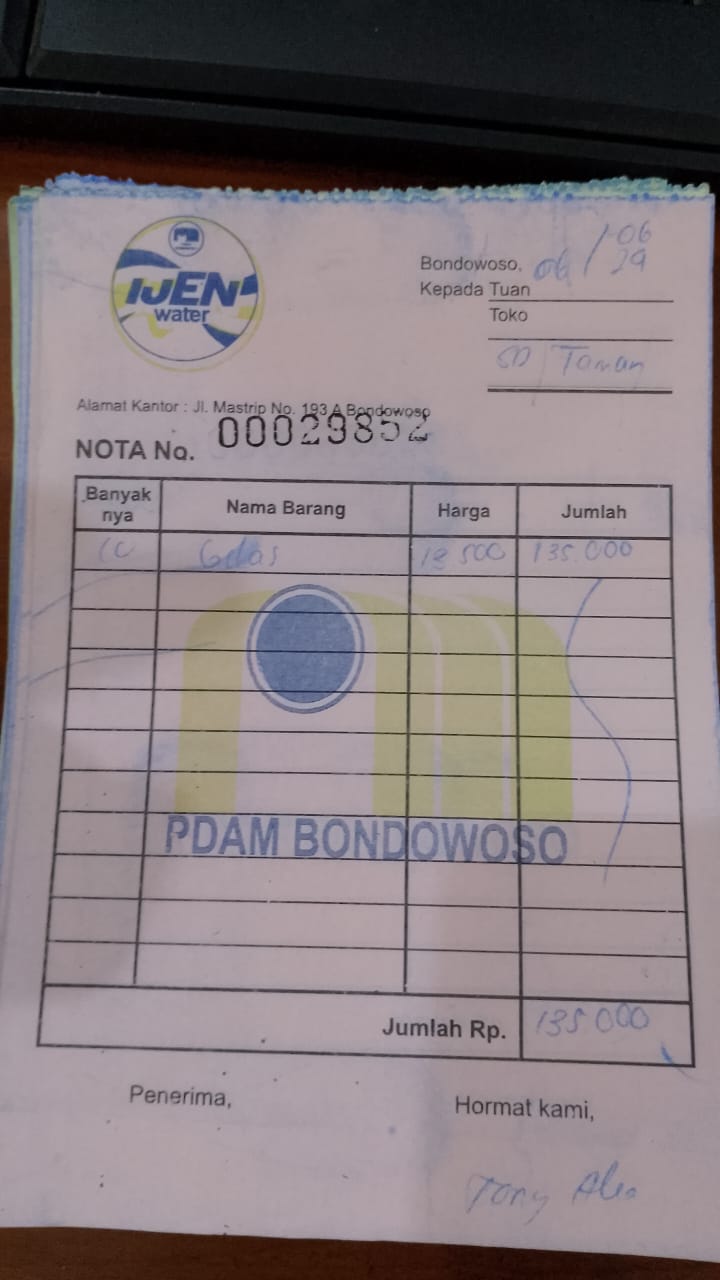 IJEN
water
Bondowoso, 06/-06
24
Kepada Tuan
Toko
SD Taman
Alamat Kantor : Jl. Mastrip No. 193 A Bondowoso
NOTA No. 00029852
Banyak nya Nama Barang Harga Jumlah
10 Gelas 13 500 135.000
PDAM BONDOWOSO
Jumlah Rp. 135 000
Penerima, Hormat kami,
Tony